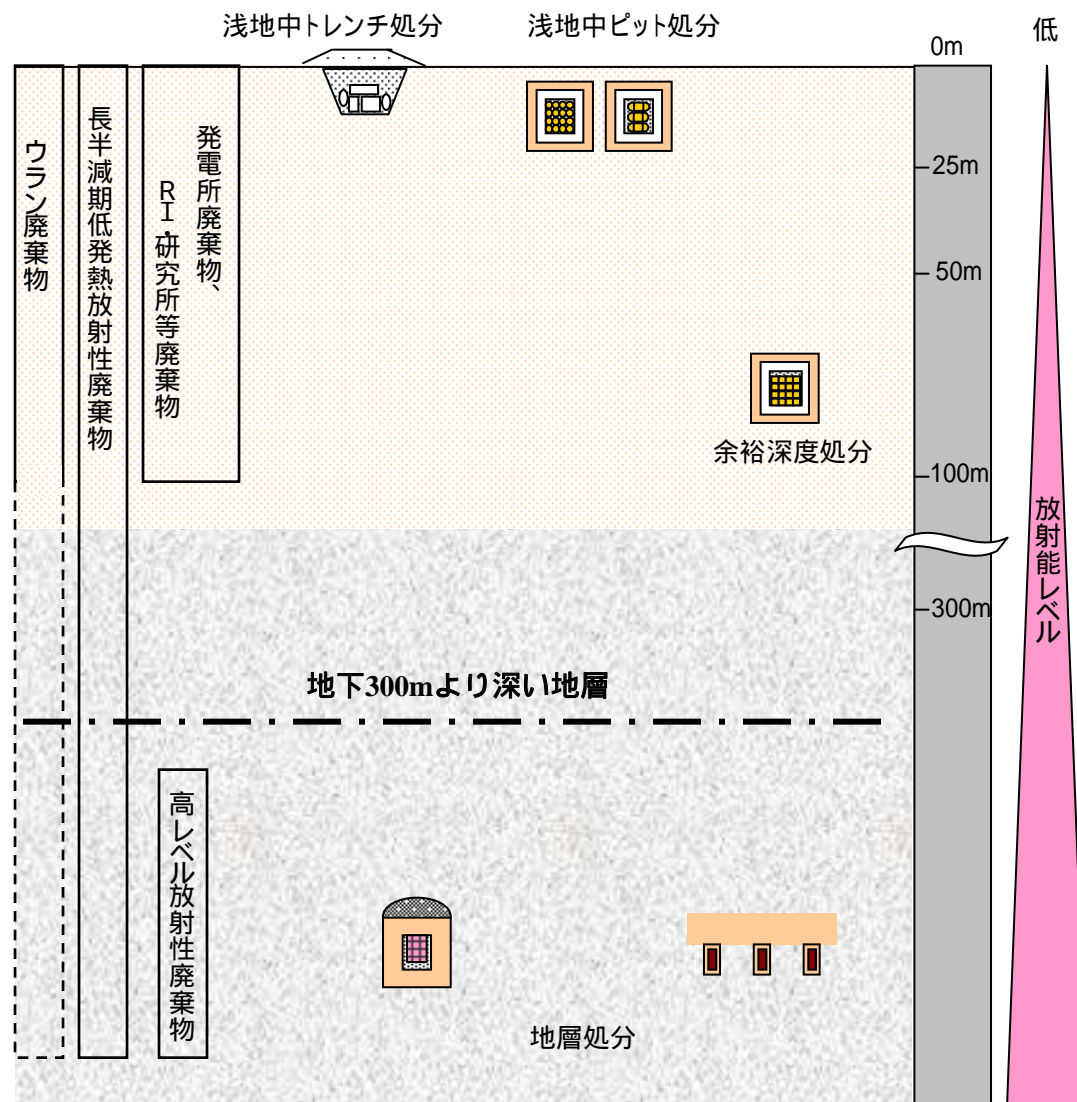 浅地中トレンチ処分
浅地中ピット処分
0m
低
25m
50m
100m
300m
放射能レベル
ウラン廃棄物
長半減期低発熱放射性廃棄物
発電所廃棄物、
RI・研究所等廃棄物
余裕深度処分
地下300mより深い地層
高レベル放射性廃棄物
地層処分